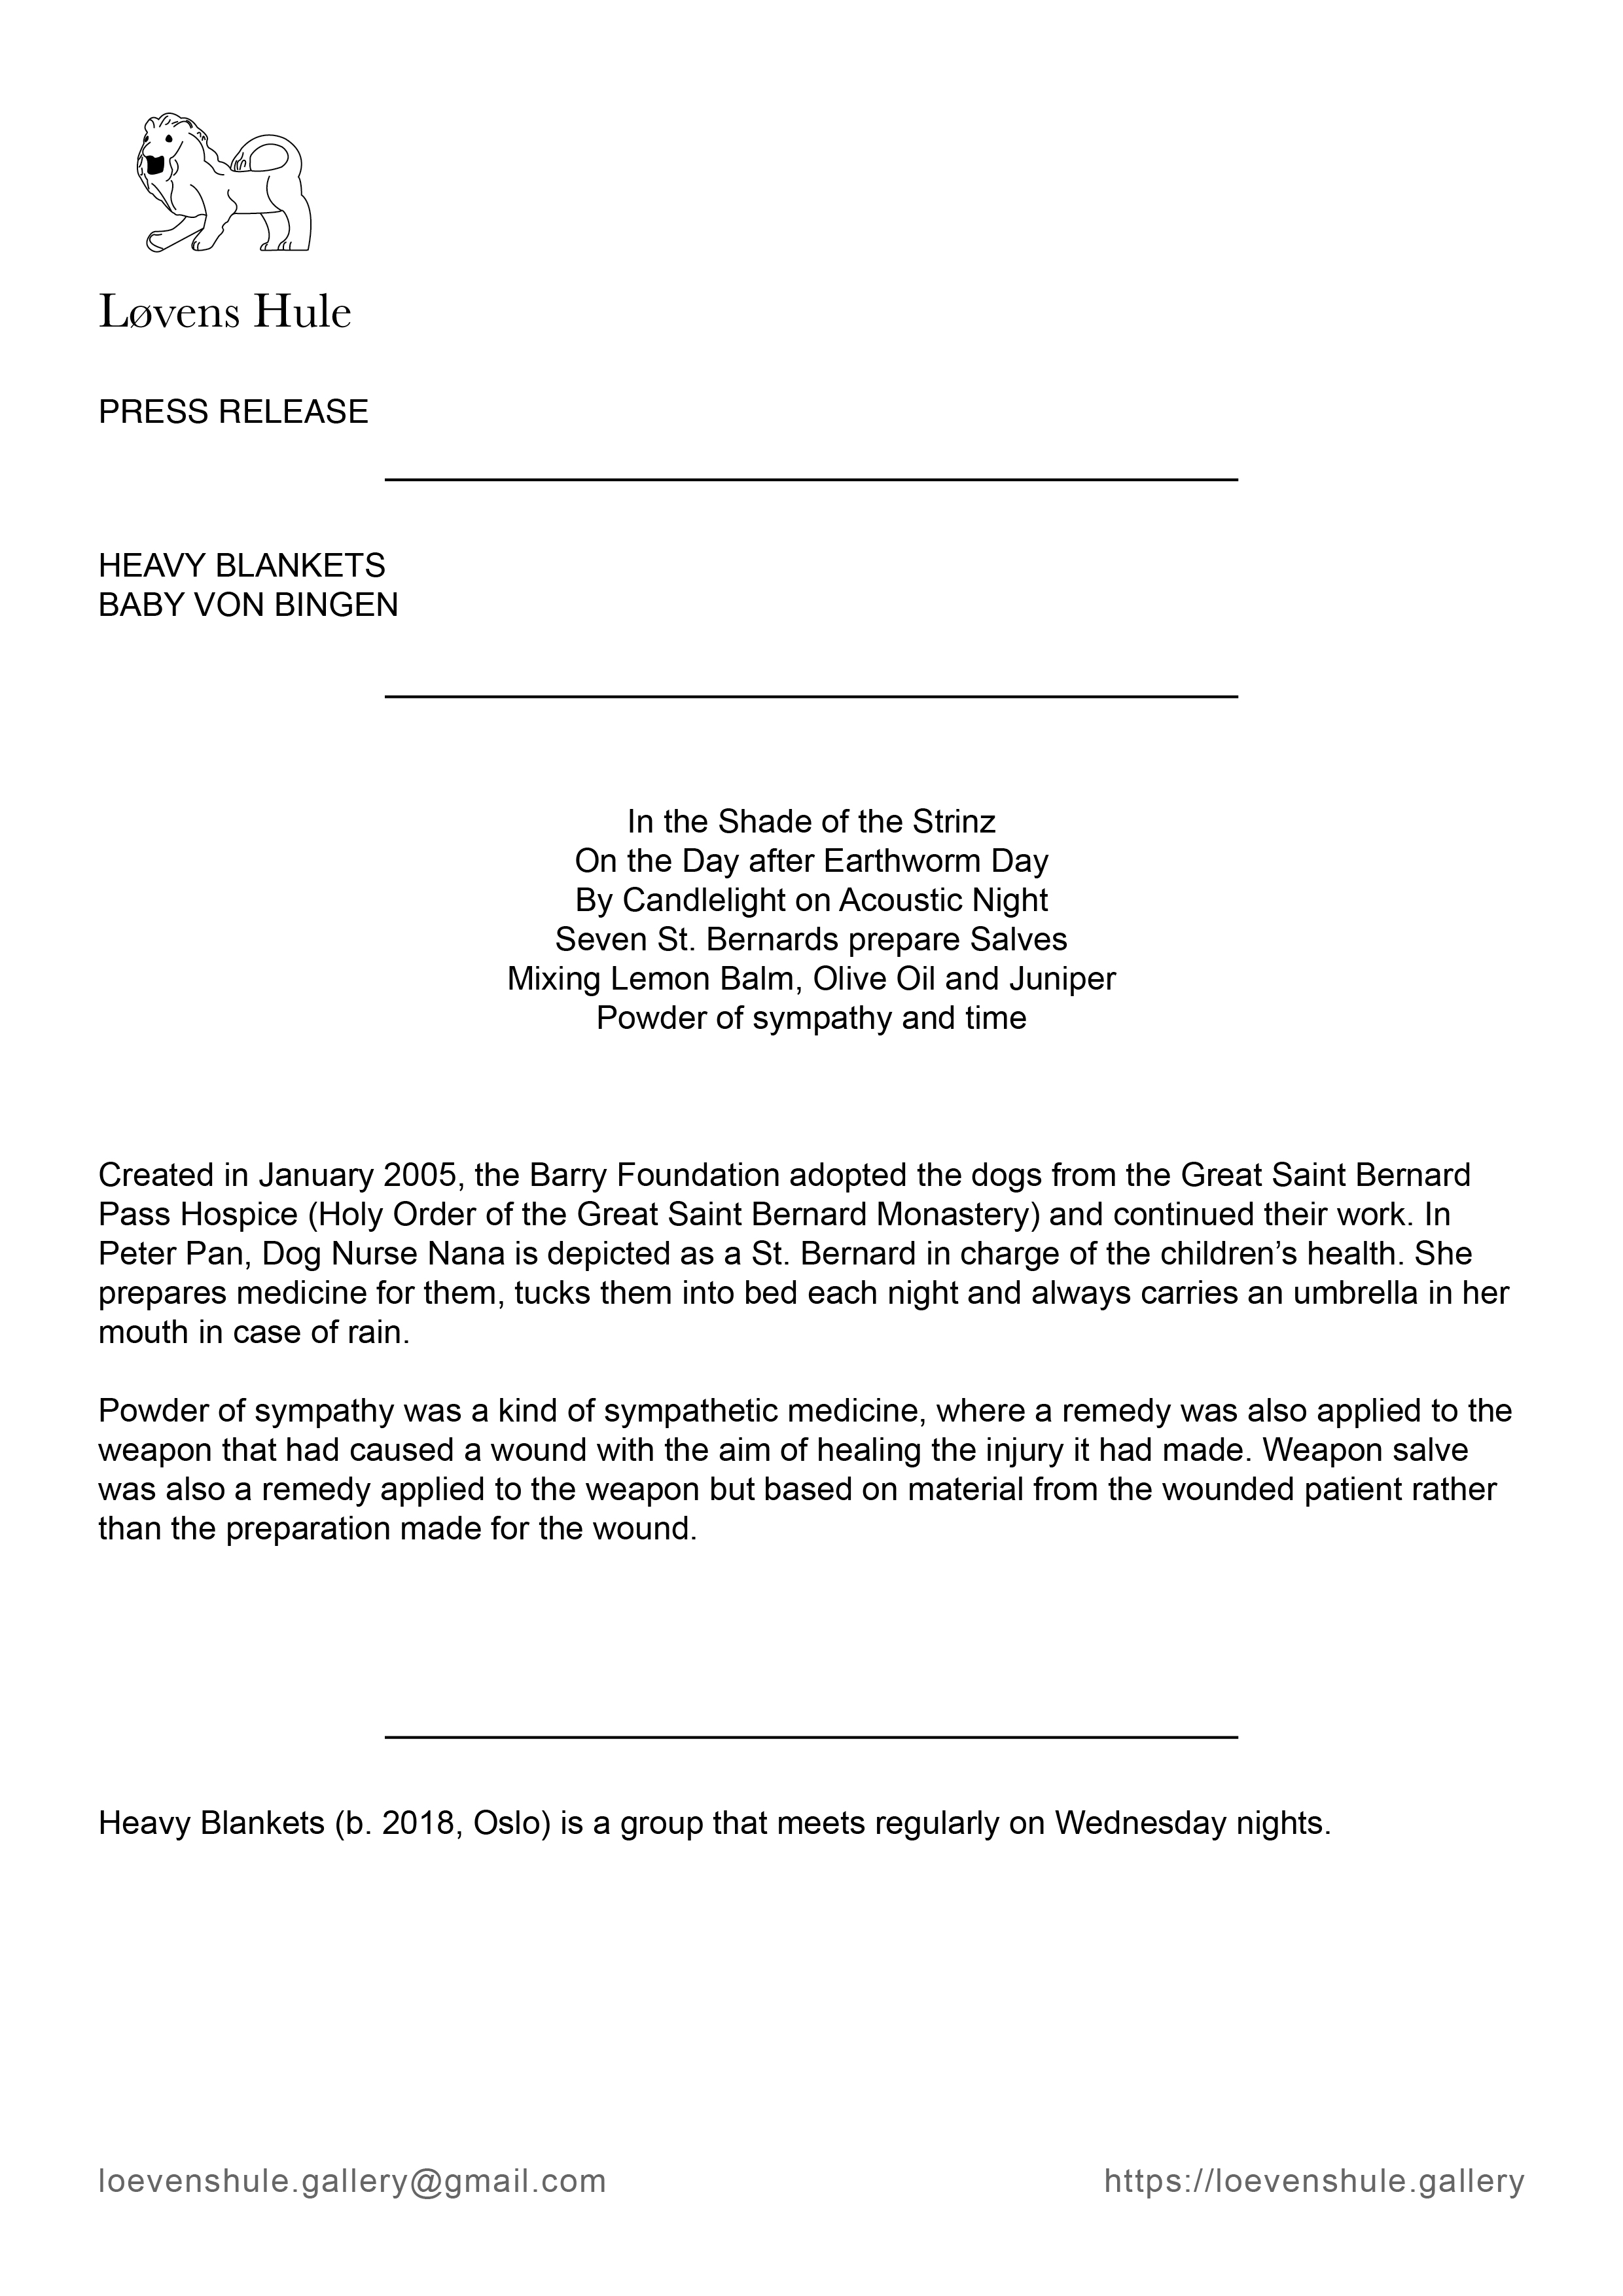 Løvens Hule
PRESS RELEASE
HEAVY BLANKETS
BABY VON BINGEN
In the Shade of the Strinz
On the Day after Earthworm Day
By Candlelight on Acoustic Night
Seven St. Bernards prepare Salves
Mixing Lemon Balm, Olive Oil and Juniper
Powder of sympathy and time
Created in January 2005, the Barry Foundation adopted the dogs from the Great Saint Bernard
Pass Hospice (Holy Order of the Great Saint Bernard Monastery) and continued their work. In
Peter Pan, Dog Nurse Nana is depicted as a St. Bernard in charge of the children’s health. She
prepares medicine for them, tucks them into bed each night and always carries an umbrella in her
mouth in case of rain.
Powder of sympathy was a kind of sympathetic medicine, where a remedy was also applied to the
weapon that had caused a wound with the aim of healing the injury it had made. Weapon salve
was also a remedy applied to the weapon but based on material from the wounded patient rather
than the preparation made for the wound.
Heavy Blankets (b. 2018, Oslo) is a group that meets regularly on Wednesday nights.
loevenshule.gallery@gmail.com https://loevenshule.gallery